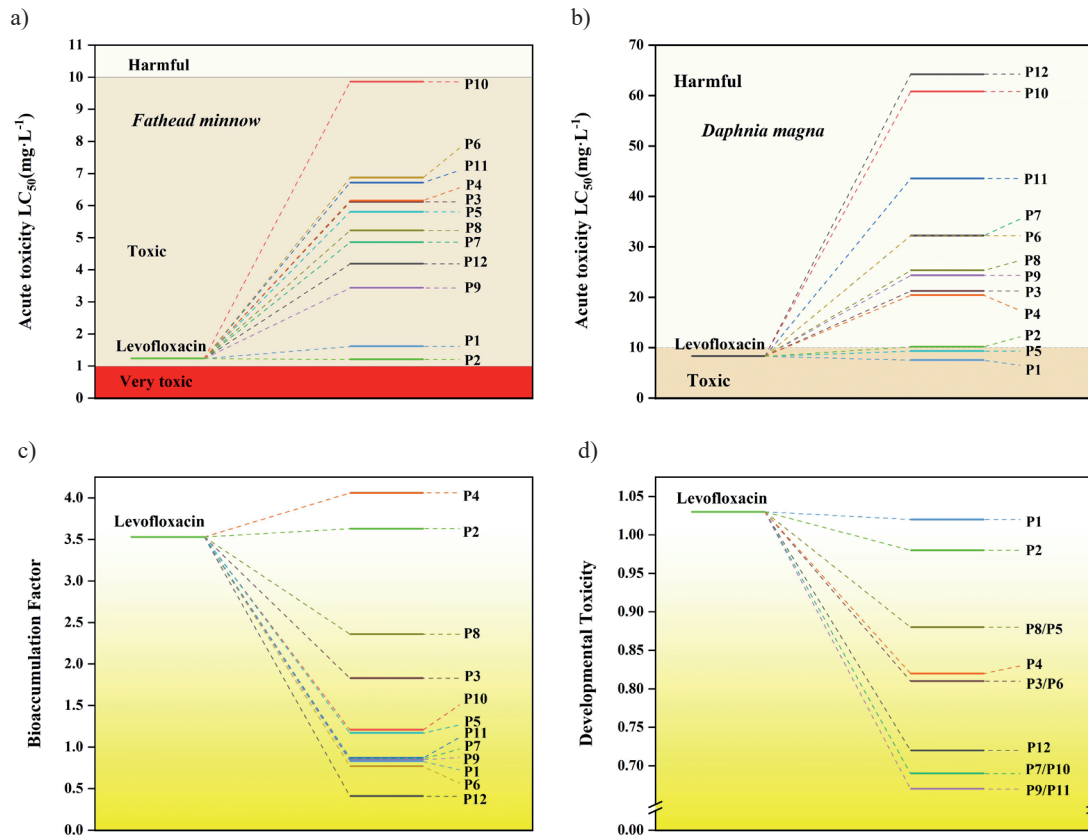 a)
Acute toxicity LC50(mg·L-1)
11
10
9
8
7
6
5
4
3
2
1
0
Harmful
Fathead minnow
Toxic
Levofloxacin
Very toxic
P10
P6
P11
P4
P3
P5
P8
P7
P12
P9
P1
P2
b)
Acute toxicity LC50(mg·L-1)
70
60
50
40
30
20
10
0
Harmful
Daphnia magna
Levofloxacin
Toxic
P12
P10
P11
P7
P6
P8
P9
P3
P4
P2
P5
P1
c)
Bioaccumulation Factor
4.0
3.5
3.0
2.5
2.0
1.5
1.0
0.5
0.0
Levofloxacin
P4
P2
P8
P3
P10
P5
P11
P7
P9
P1
P6
P12
d)
Developmental Toxicity
1.05
1.00
0.95
0.90
0.85
0.80
0.75
0.70
0.00
Levofloxacin
P1
P2
P8/P5
P4
P3/P6
P12
P7/P10
P9/P11